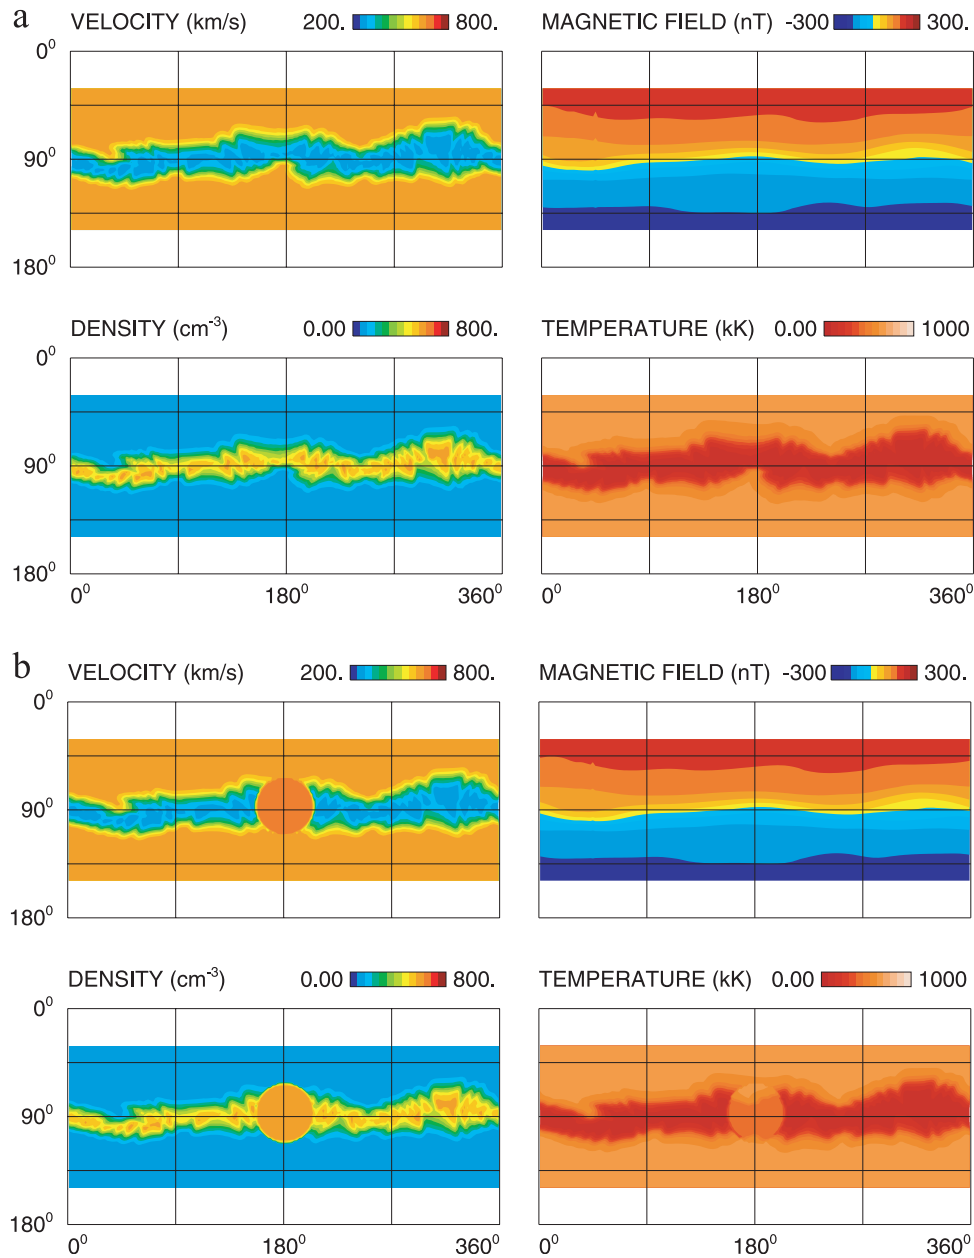 a
VELOCITY (km/s) 200. 800.
MAGNETIC FIELD (nT) -300 300.
0⁰
90⁰
180⁰
DENSITY (cm⁻³) 0.00 800.
TEMPERATURE (kK) 0.00 1000
0⁰
90⁰
180⁰
0⁰ 180⁰ 360⁰ 0⁰ 180⁰ 360⁰
b
VELOCITY (km/s) 200. 800.
MAGNETIC FIELD (nT) -300 300.
0⁰
90⁰
180⁰
DENSITY (cm⁻³) 0.00 800.
TEMPERATURE (kK) 0.00 1000
0⁰
90⁰
180⁰
0⁰ 180⁰ 360⁰ 0⁰ 180⁰ 360⁰